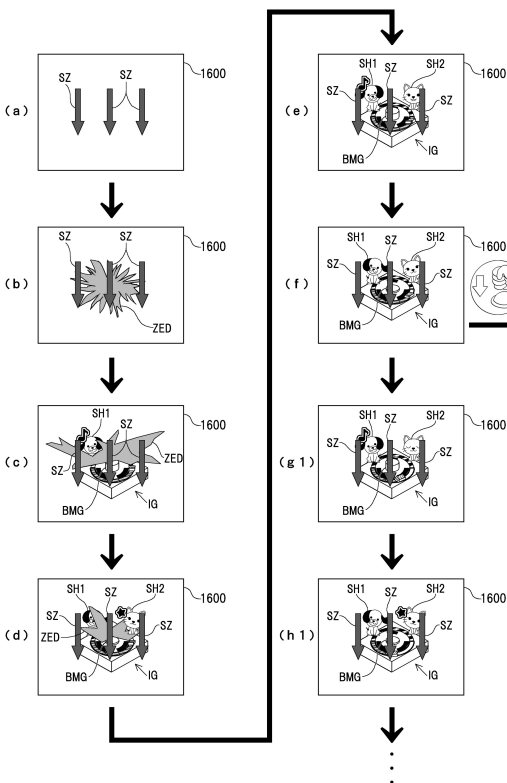 (a)
SZ
SZ
1600
(b)
SZ
SZ
1600
ZED
(c)
SH1
SZ
1600
ZED
SZ
BMG
IG
(d)
SH1
SZ
SH2
1600
SZ
ZED
SZ
BMG
IG
(e)
SH1
SZ
SH2
1600
SZ
SZ
BMG
IG
(f)
SH1
SZ
SH2
1600
SZ
SZ
BMG
IG
(g1)
SH1
SZ
SH2
1600
SZ
SZ
BMG
IG
(h1)
SH1
SZ
SH2
1600
SZ
SZ
BMG
IG